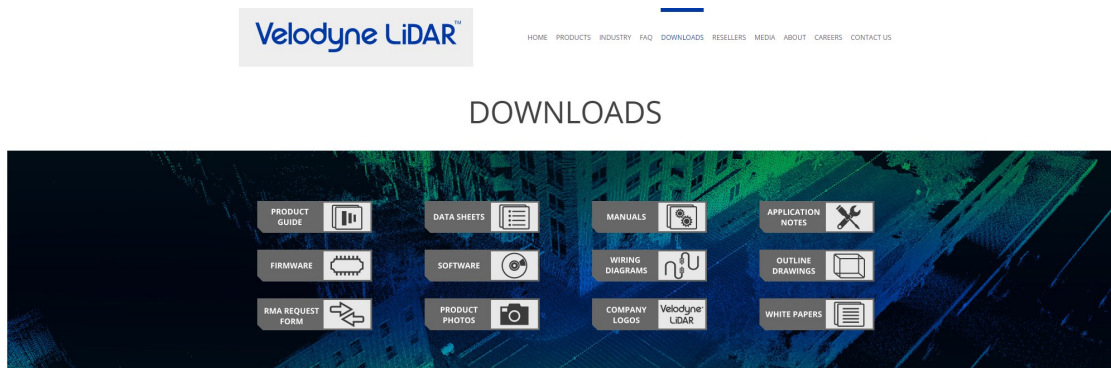 Velodyne LiDAR™
HOME PRODUCTS INDUSTRY FAQ DOWNLOADS RESELLERS MEDIA ABOUT CAREERS CONTACT US
DOWNLOADS
PRODUCT
GUIDE
DATA SHEETS
MANUALS
APPLICATION
NOTES
FIRMWARE
SOFTWARE
WIRING
DIAGRAMS
OUTLINE
DRAWINGS
RMA REQUEST
FORM
PRODUCT
PHOTOS
COMPANY
LOGOS
Velodyne
LiDAR
WHITE PAPERS